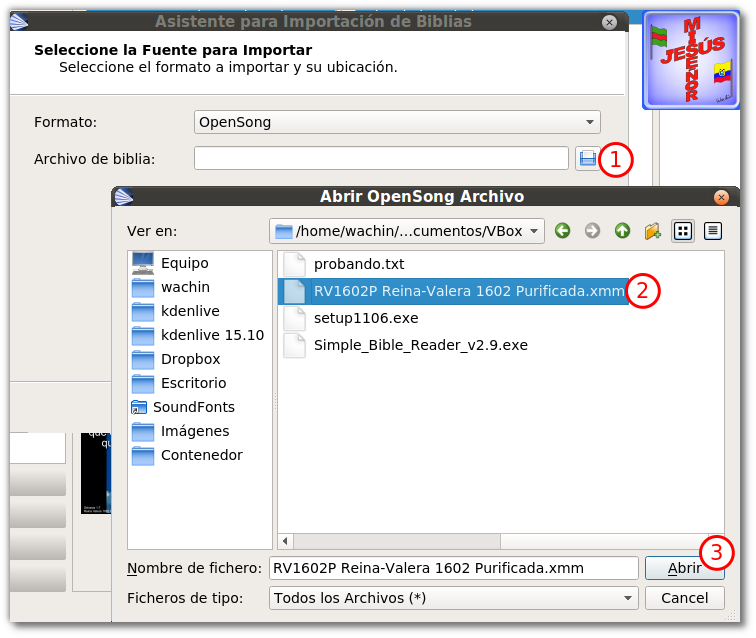 Asistente para Importación de Biblias
Seleccione la Fuente para Importar
Seleccione el formato a importar y su ubicación.
MI SEÑOR
JESÚS
Formato:
OpenSong
Archivo de biblia:
1
Abrir OpenSong Archivo
Ver en:
/home/wachin/...cumentos/VBox
Equipo
wachin
kdenlive
kdenlive 15.10
Dropbox
Escritorio
SoundFonts
Imágenes
Contenedor
probando.txt
RV1602P Reina-Valera 1602 Purificada.xmm
2
setup1106.exe
Simple_Bible_Reader_v2.9.exe
que
qu
3
Nombre de fichero:
RV1602P Reina-Valera 1602 Purificada.xmm
Abrir
Ficheros de tipo:
Todos los Archivos (*)
Cancel